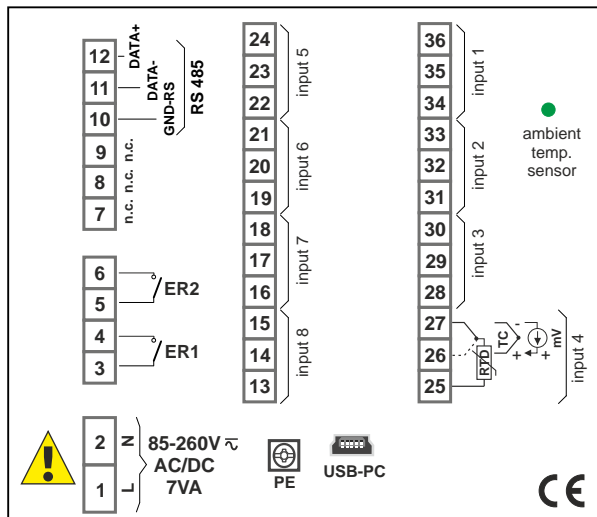 12
11
10
9
8
7
DATA+
DATA-
GND-RS
RS 485
n.c.
n.c.
n.c.
6
5
ER2
4
3
ER1
2
1
N
L
85-260V
AC/DC
7VA
PE
USB-PC
24
23
22
input 5
21
20
19
input 6
18
17
16
input 7
15
14
13
input 8
36
35
34
input 1
33
32
31
input 2
30
29
28
input 3
27
26
25
RTD
TC
-
+
+
mV
input 4
ambient
temp.
sensor
CE